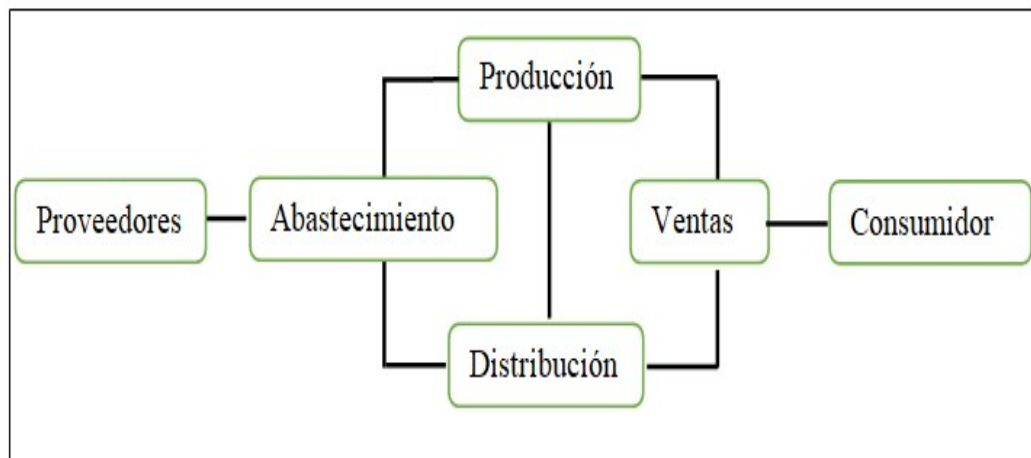 Producción
Proveedores
Abastecimiento
Ventas
Consumidor
Distribución